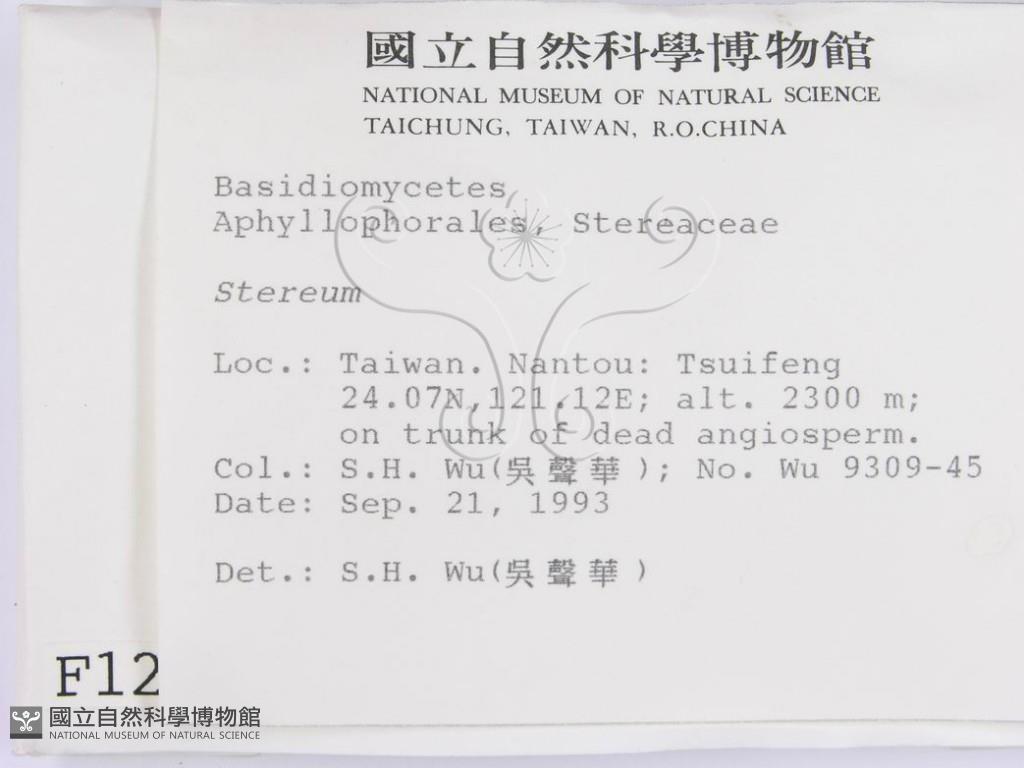 國立自然科學博物館
NATIONAL MUSEUM OF NATURAL SCIENCE
TAICHUNG, TAIWAN, R.O.CHINA
Basidiomycetes
Aphyllophorales, Stereaceae
Stereum
Loc.: Taiwan. Nantou: Tsuifeng
24.07N,121.12E; alt. 2300 m;
on trunk of dead angiosperm.
Col.: S.H. Wu(吳聲華); No. Wu 9309-45
Date: Sep. 21, 1993
Det.: S.H. Wu(吳聲華)
F12
國立自然科學博物館
NATIONAL MUSEUM OF NATURAL SCIENCE